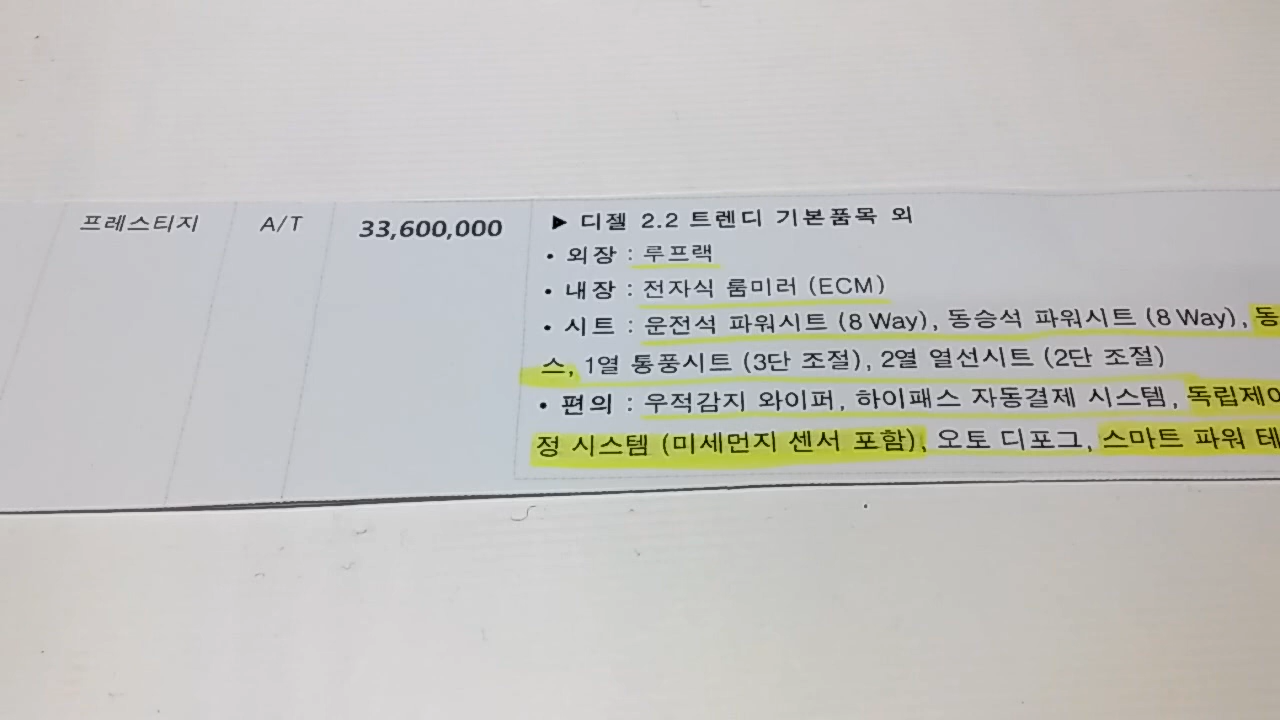 프레스티지 A/T 33,600,000 ▶ 디젤 2.2 트렌디 기본품목 외
• 외장 : 루프랙
• 내장 : 전자식 룸미러 (ECM)
• 시트 : 운전석 파워시트 (8 Way), 동승석 파워시트 (8 Way), 동
스, 1열 통풍시트 (3단 조절), 2열 열선시트 (2단 조절)
• 편의 : 우적감지 와이퍼, 하이패스 자동결제 시스템, 독립제어
정 시스템 (미세먼지 센서 포함), 오토 디포그, 스마트 파워 테